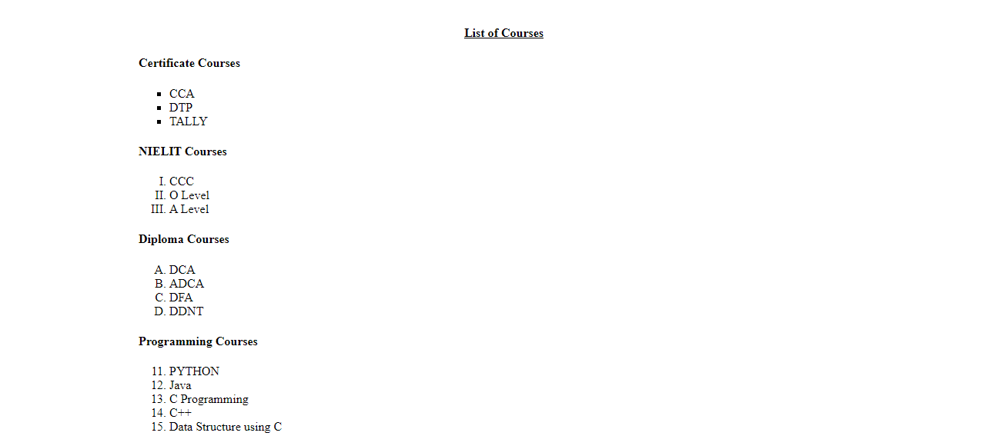 List of Courses
Certificate Courses
▪ CCA
▪ DTP
▪ TALLY
NIELIT Courses
I. CCC
II. O Level
III. A Level
Diploma Courses
A. DCA
B. ADCA
C. DFA
D. DDNT
Programming Courses
11. PYTHON
12. Java
13. C Programming
14. C++
15. Data Structure using C